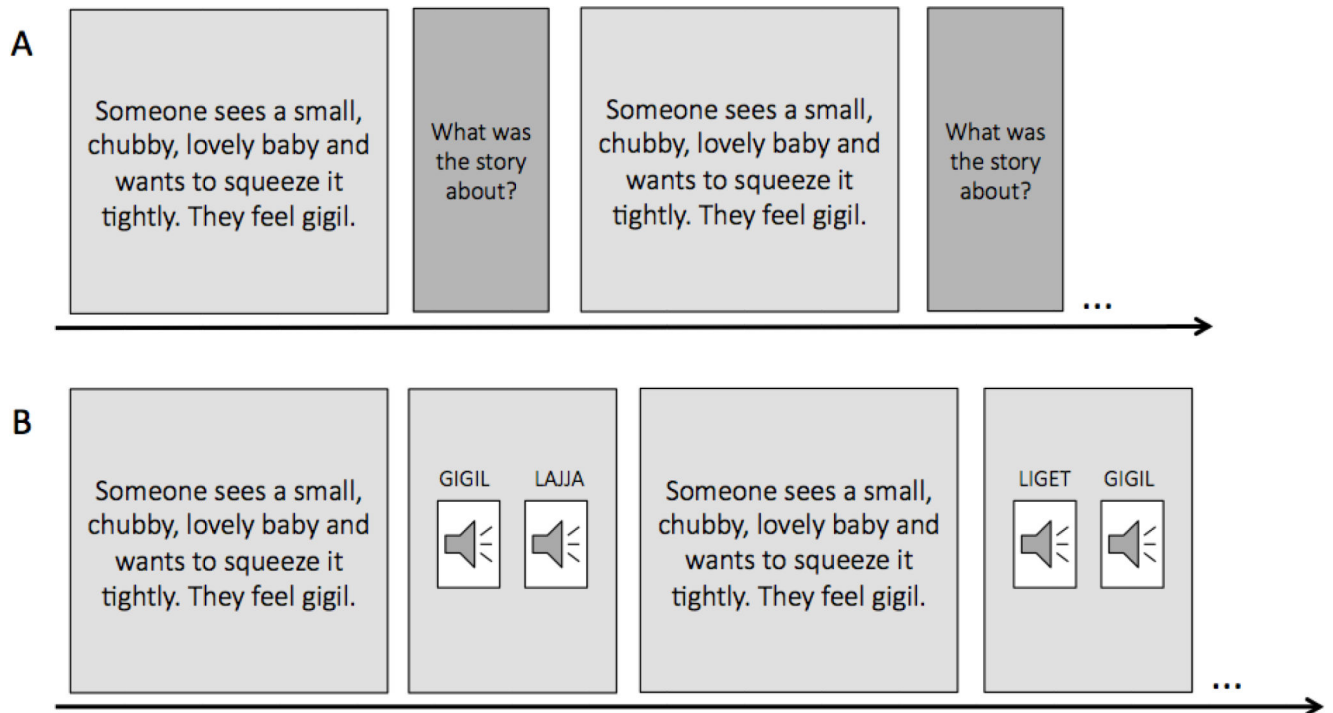 A
Someone sees a small,
chubby, lovely baby and
wants to squeeze it
tightly. They feel gigil.
What was
the story
about?
Someone sees a small,
chubby, lovely baby and
wants to squeeze it
tightly. They feel gigil.
What was
the story
about?
...
B
Someone sees a small,
chubby, lovely baby and
wants to squeeze it
tightly. They feel gigil.
GIGIL LAJJA
Someone sees a small,
chubby, lovely baby and
wants to squeeze it
tightly. They feel gigil.
LIGET GIGIL
...